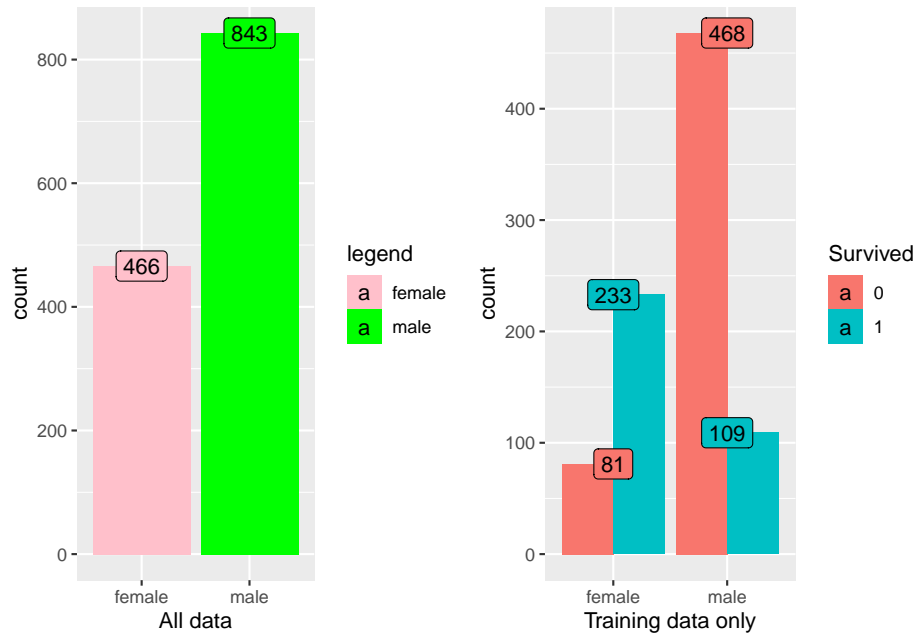 843
800
600
466
400
200
0
count
female
male
All data
legend
a female
a male
468
400
300
233
200
109
100
81
0
count
female
male
Training data only
Survived
a 0
a 1